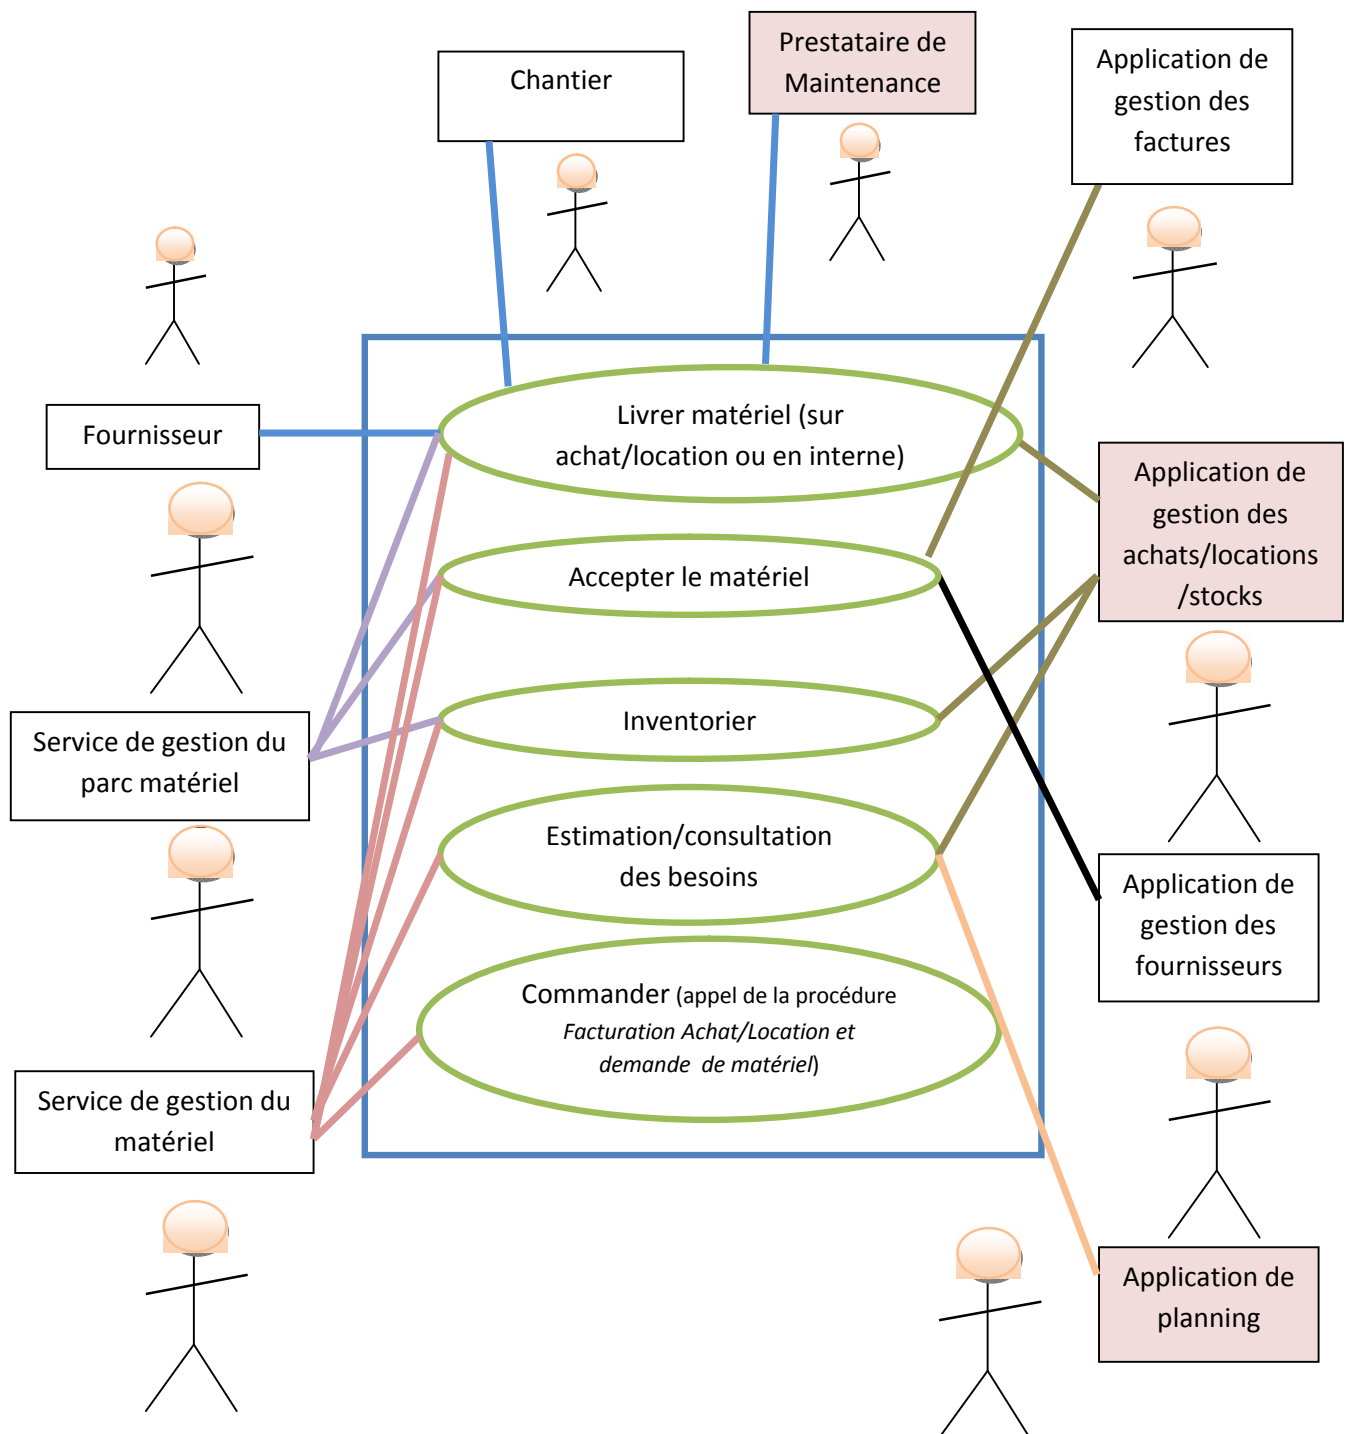 Prestataire de
Maintenance
Chantier
Application de
gestion des
factures
Fournisseur
Livrer matériel (sur
achat/location ou en interne)
Application de
gestion des
achats/locations
/stocks
Accepter le matériel
Service de gestion du
parc matériel
Inventorier
Estimation/consultation
des besoins
Application de
gestion des
fournisseurs
Commander (appel de la procédure
Facturation Achat/Location et
demande de matériel)
Service de gestion du
matériel
Application de
planning